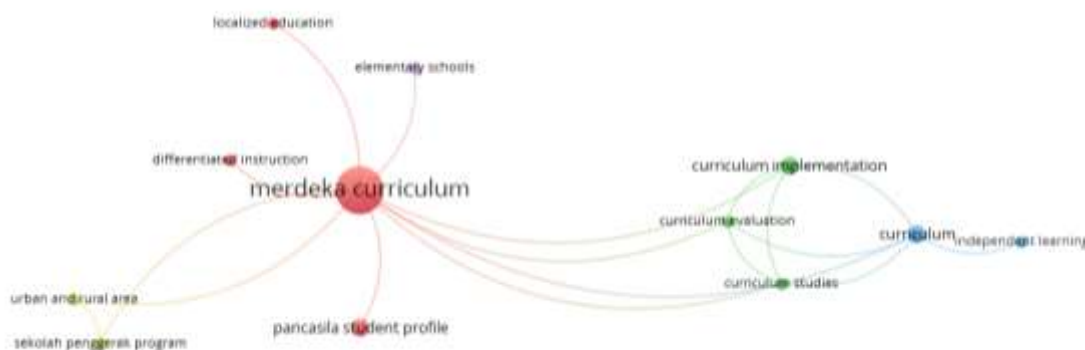 localized education
elementary schools
differentiated instruction
curriculum implementation
merdeka curriculum
curriculum evaluation
curriculum
independent learning
curriculum studies
urban and rural area
pancasila student profile
sekolah penggerak program